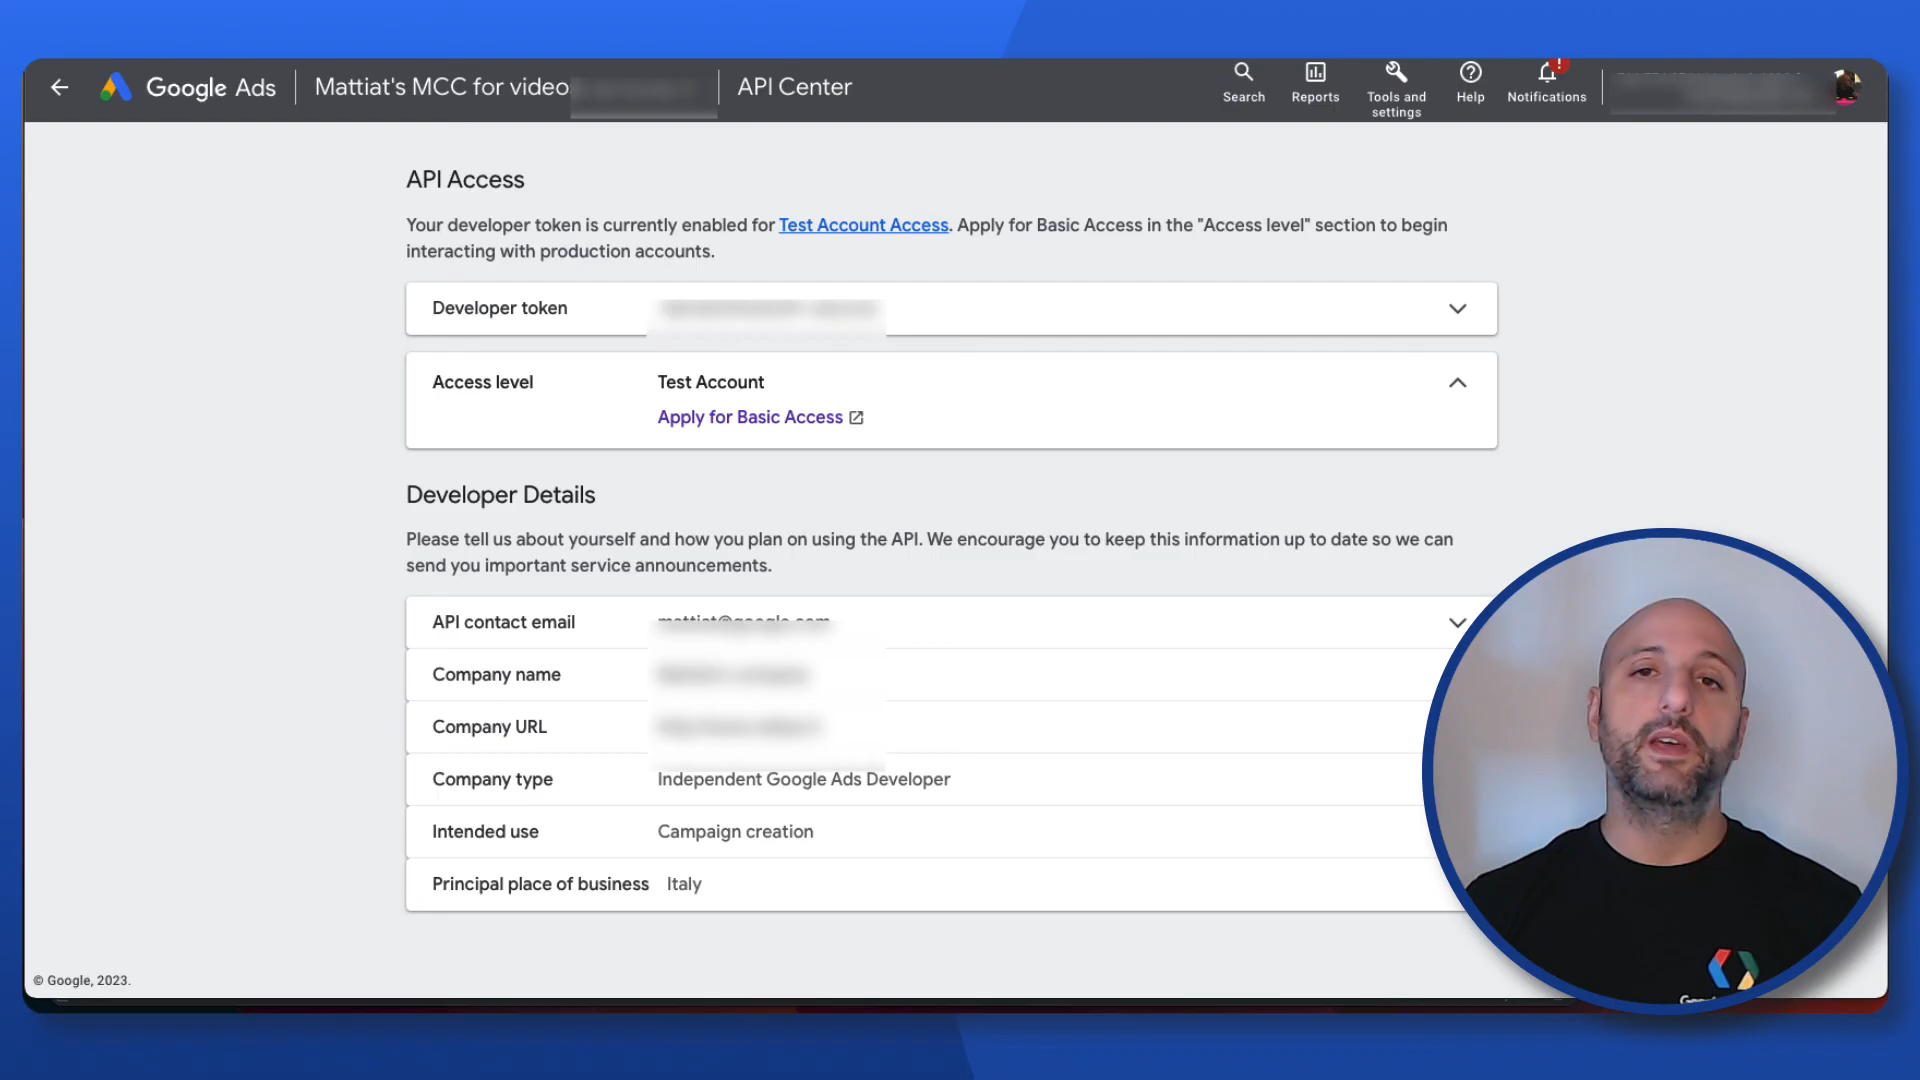 Google Ads
Mattiat's MCC for video
API Center
Search
Reports
Tools and
settings
Help
Notifications
API Access
Your developer token is currently enabled for Test Account Access. Apply for Basic Access in the "Access level" section to begin
interacting with production accounts.
Developer token
Access level
Test Account
Apply for Basic Access
Developer Details
Please tell us about yourself and how you plan on using the API. We encourage you to keep this information up to date so we can
send you important service announcements.
API contact email
Company name
Company URL
Company type
Independent Google Ads Developer
Intended use
Campaign creation
Principal place of business
Italy
© Google, 2023.